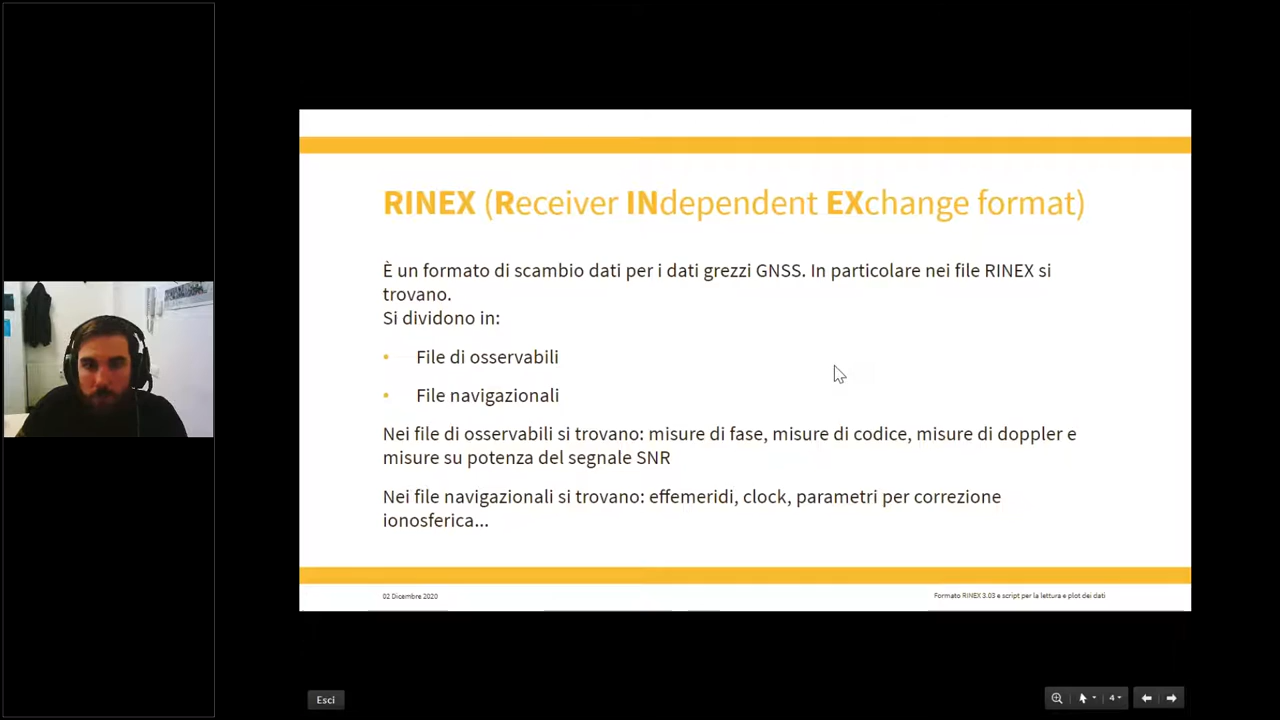 RINEX (Receiver INdependent EXchange format)
È un formato di scambio dati per i dati grezzi GNSS. In particolare nei file RINEX si
trovano.
Si dividono in:
• File di osservabili
• File navigazionali
Nei file di osservabili si trovano: misure di fase, misure di codice, misure di doppler e
misure su potenza del segnale SNR
Nei file navigazionali si trovano: effemeridi, clock, parametri per correzione
ionosferica...
02 Dicembre 2020
Formato RINEX 3.03 e script per la lettura e plot dei dati
Esci
4